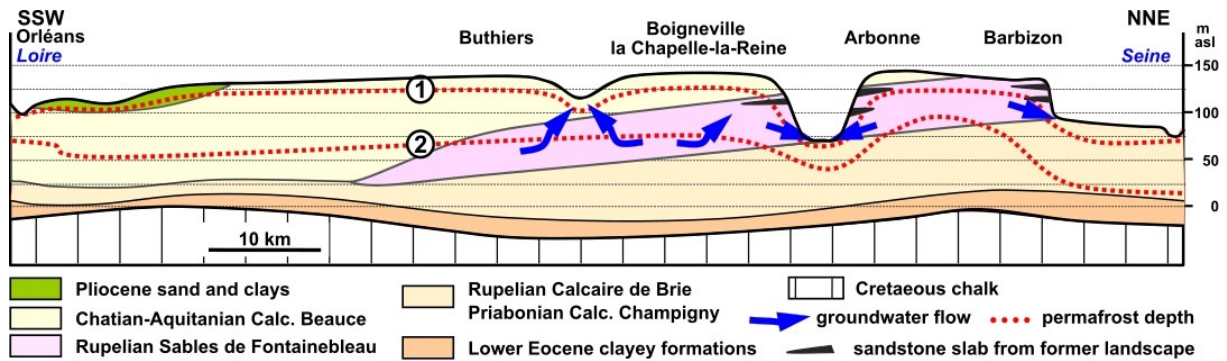 SSW
Orléans
Loire
Buthiers
Boigneville
la Chapelle-la-Reine
Arbonne
Barbizon
NNE
Seine
m
asl
150
100
50
0
1
2
10 km
Pliocene sand and clays
Chatian-Aquitanian Calc. Beauce
Rupelian Sables de Fontainebleau
Rupelian Calcaire de Brie
Priabonian Calc. Champigny
Lower Eocene clayey formations
Cretaous chalk
groundwater flow
permafrost depth
sandstone slab from former landscape